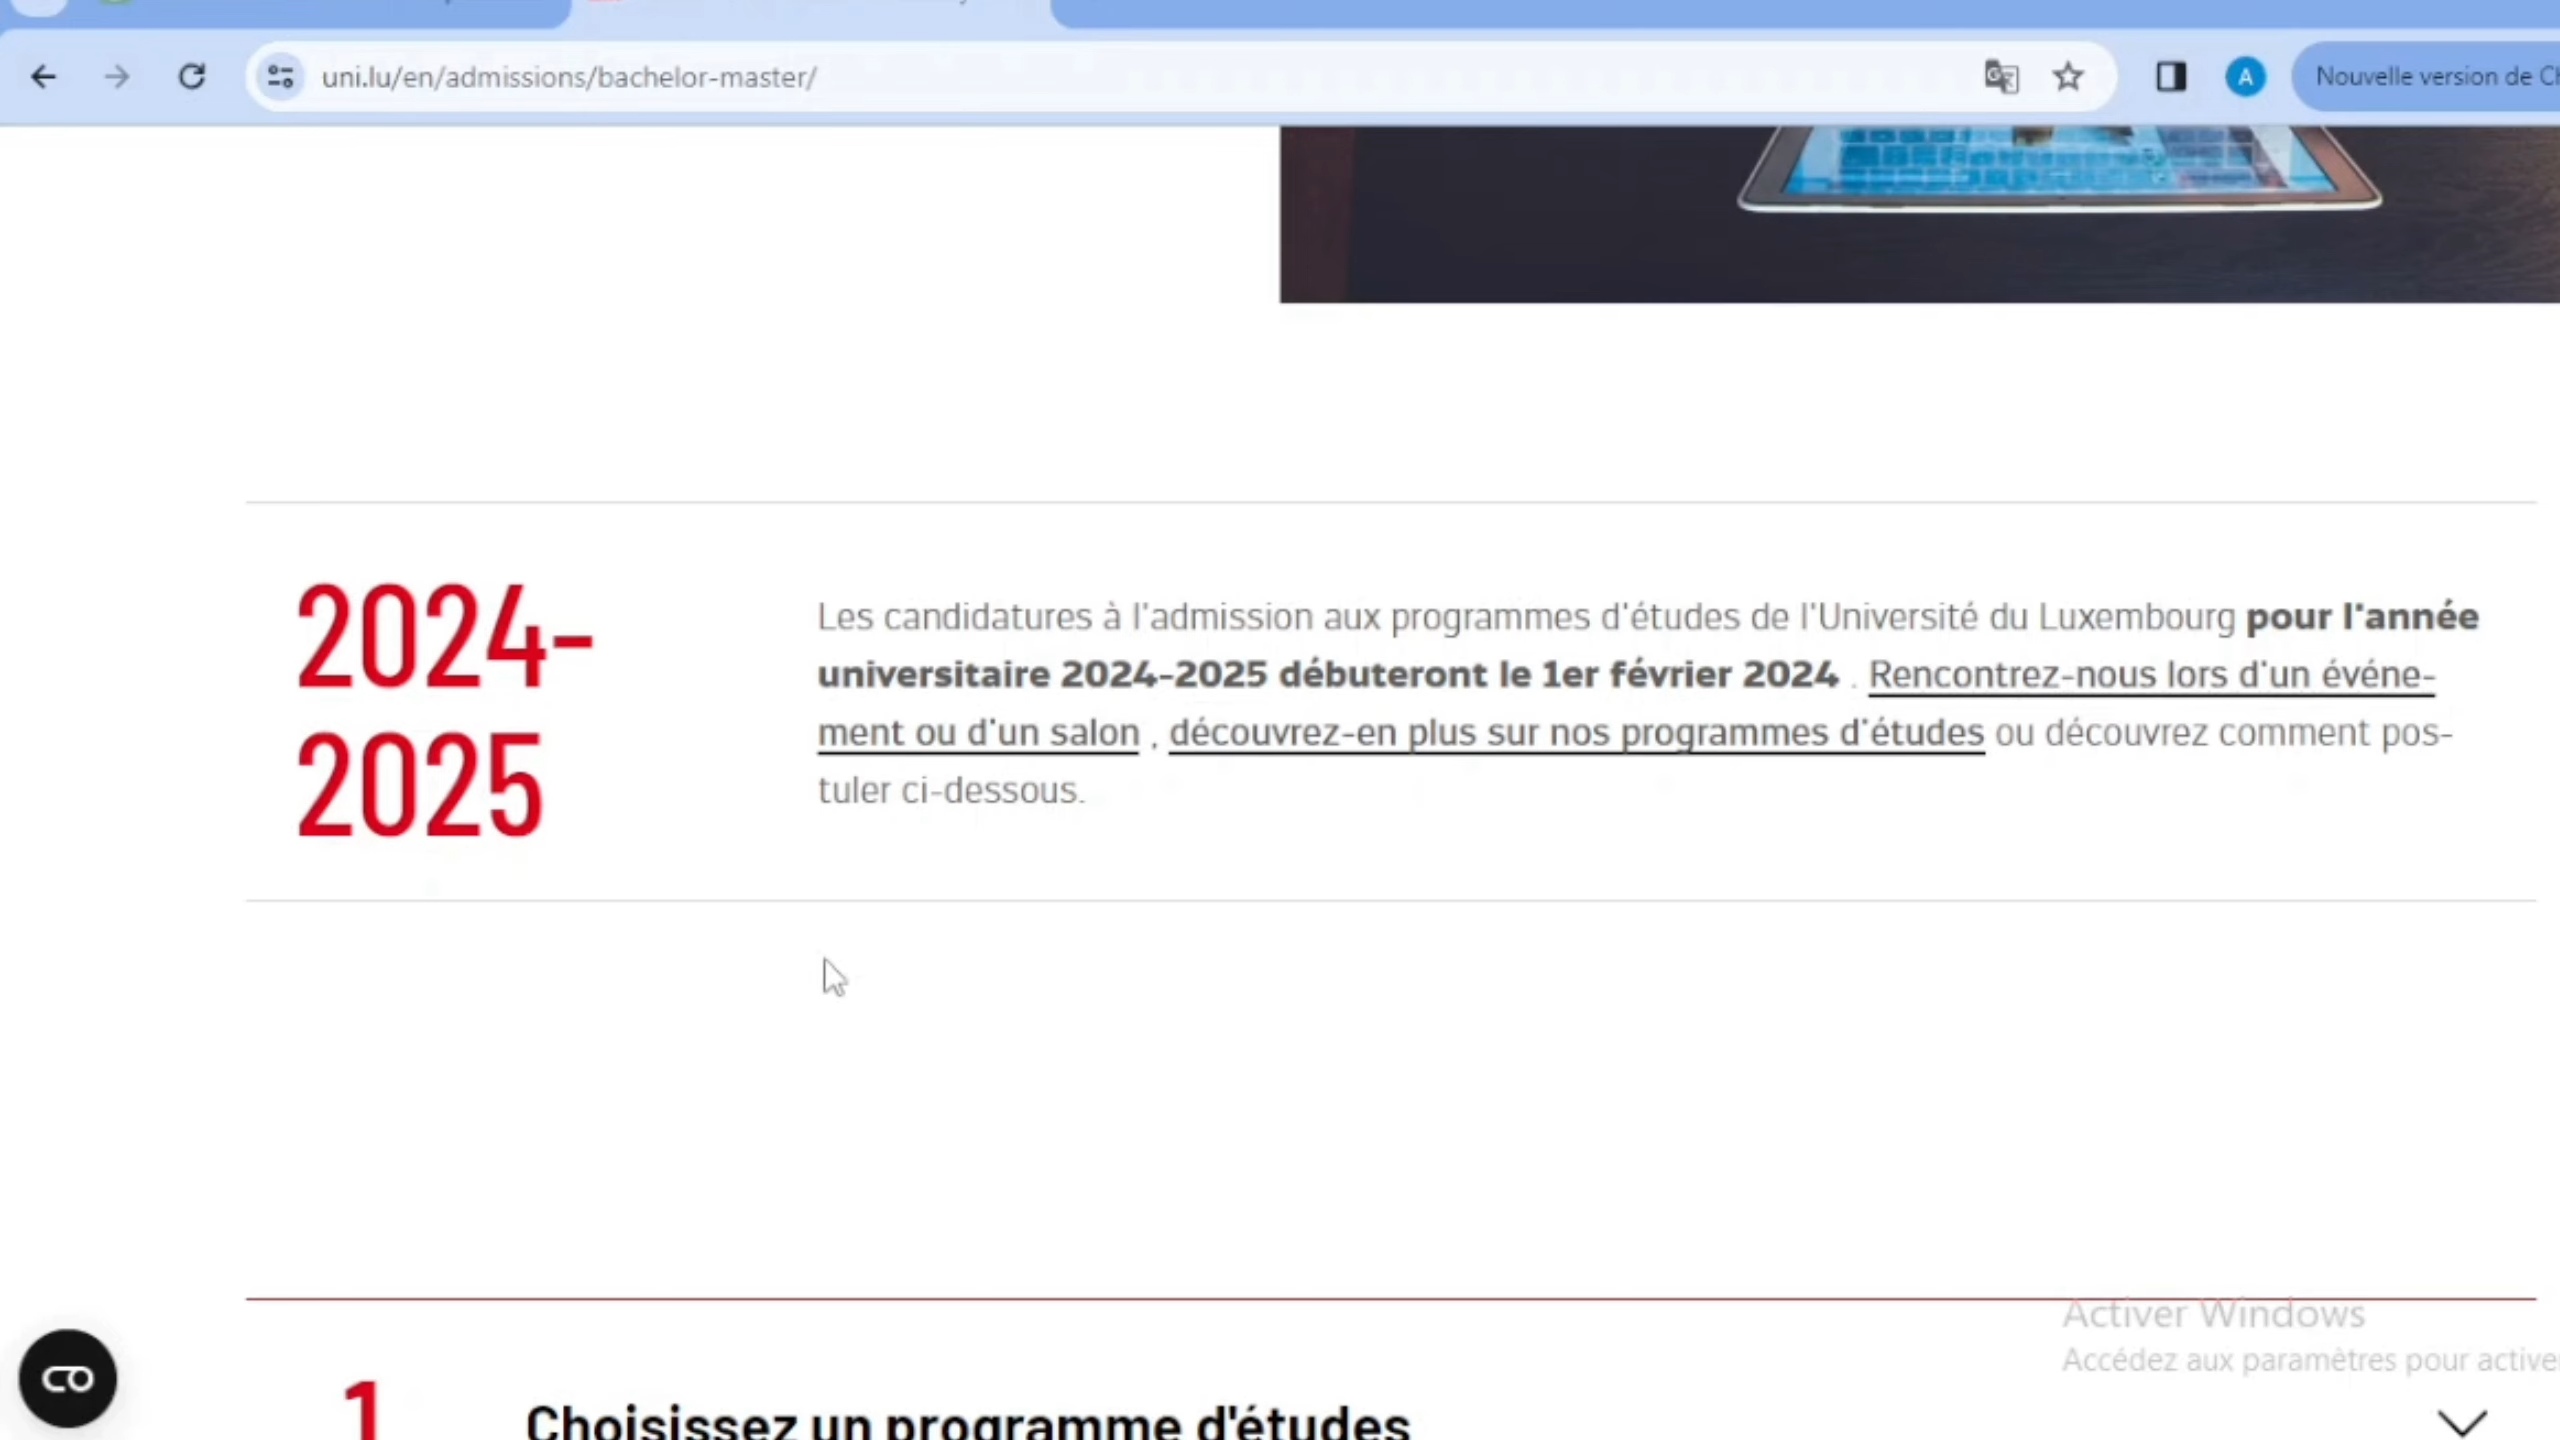 uni.lu/en/admissions/bachelor-master/
A
Nouvelle version de
2024-
2025
Les candidatures à l'admission aux programmes d'études de l'Université du Luxembourg pour l'année
universitaire 2024-2025 débuteront le 1er février 2024 . Rencontrez-nous lors d'un événe-
ment ou d'un salon , découvrez-en plus sur nos programmes d'études ou découvrez comment pos-
tuler ci-dessous.
Activer Windows
Accédez aux paramètres pour active
1
Choisissez un programme d'études